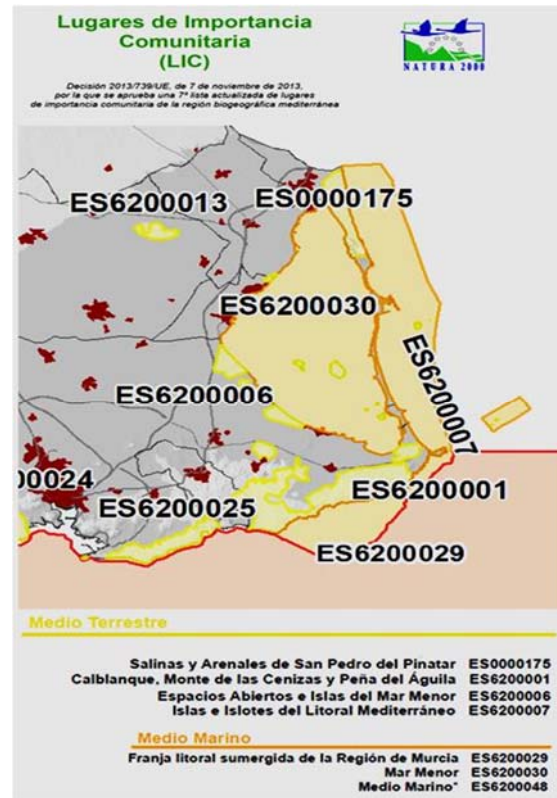 Lugares de Importancia
Comunitaria
(LIC)
NATURA 2000
Decisión 2013/739/UE, de 7 de noviembre de 2013,
por la que se aprueba una 7ª lista actualizada de lugares
de importancia comunitaria de la región biogeográfica mediterránea
ES6200013
ES0000175
ES6200030
ES6200007
ES6200006
00024
ES6200025
ES6200001
ES6200029
Medio Terrestre
Salinas y Arenales de San Pedro del Pinatar ES0000175
Calblanque, Monte de las Cenizas y Peña del Águila ES6200001
Espacios Abiertos e Islas del Mar Menor ES6200006
Islas e Islotes del Litoral Mediterráneo ES6200007
Medio Marino
Franja litoral sumergida de la Región de Murcia ES6200029
Mar Menor ES6200030
Medio Marino* ES6200048